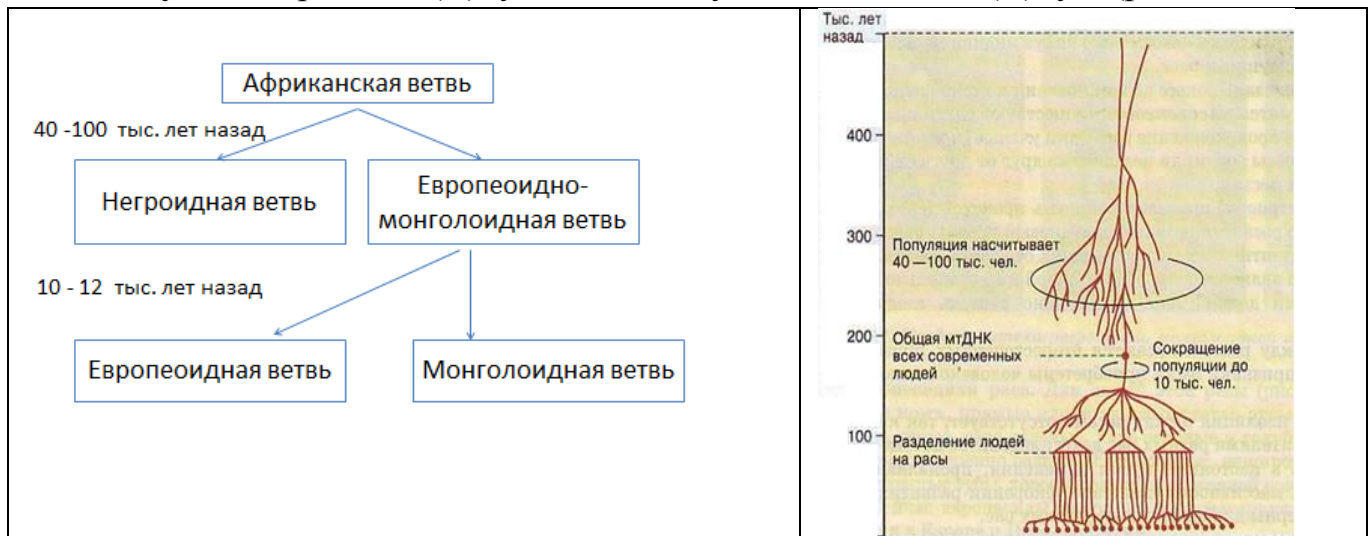 Африканская ветвь
40 -100 тыс. лет назад
Негроидная ветвь
Европеоидно-
монголоидная ветвь
10 - 12 тыс. лет назад
Европеоидная ветвь
Монголоидная ветвь
Тыс. лет
назад
400
300
Популяция насчитывает
40—100 тыс. чел.
200
Общая мтДНК
всех современных
людей
Сокращение
популяции до
10 тыс. чел.
100
Разделение людей
на расы